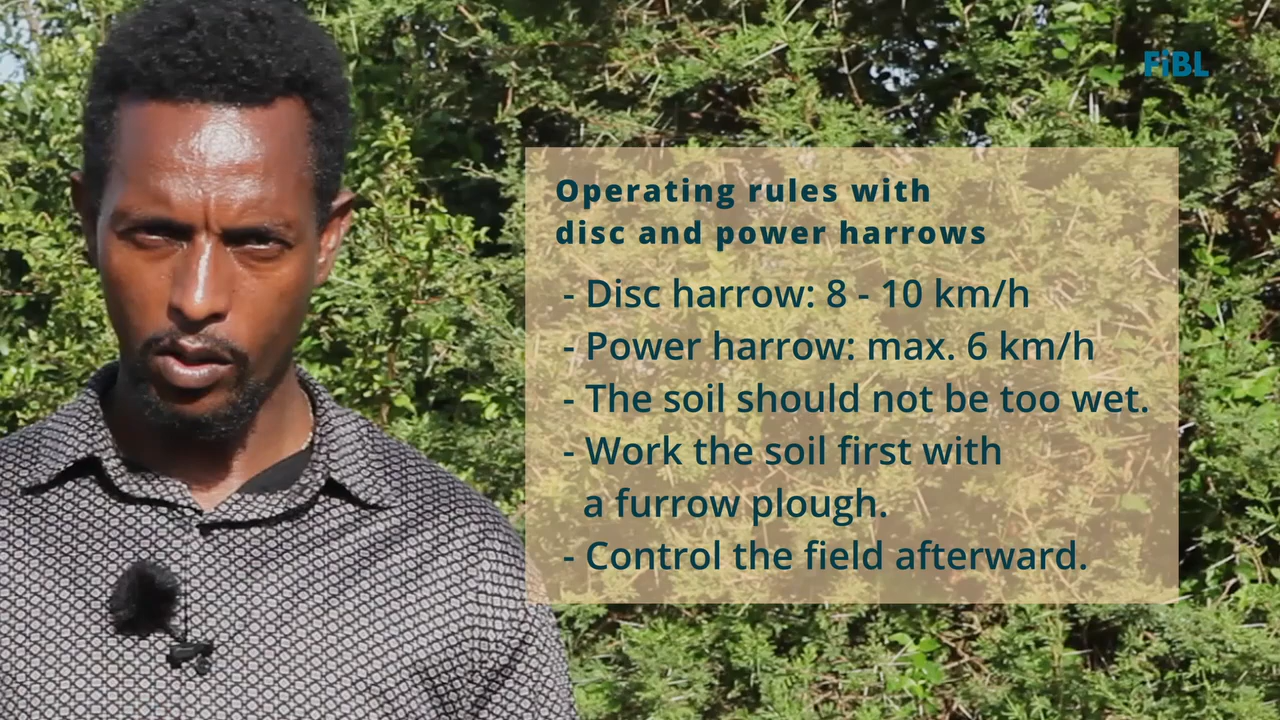 FiBL
Operating rules with
disc and power harrows
- Disc harrow: 8 - 10 km/h
- Power harrow: max. 6 km/h
- The soil should not be too wet.
- Work the soil first with
a furrow plough.
- Control the field afterward.